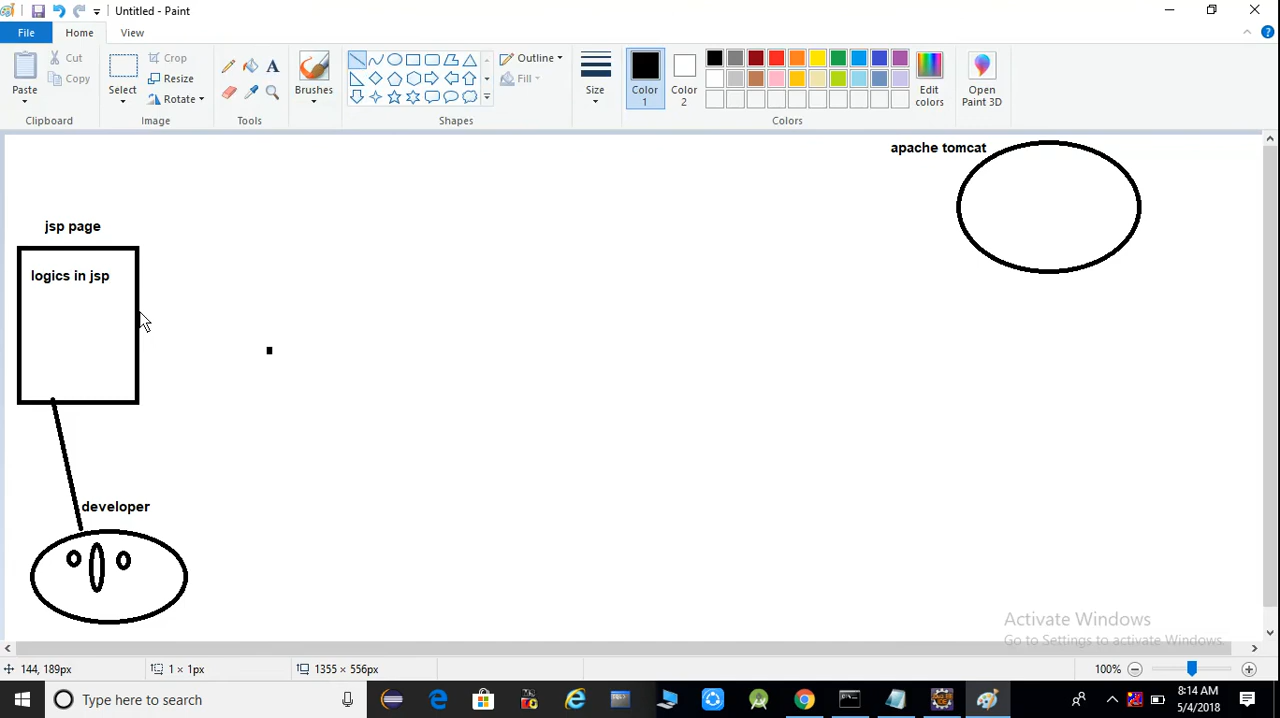 Untitled - Paint
File
Home
View
Paste
Cut
Copy
Clipboard
Select
Crop
Resize
Rotate
Image
Tools
Brushes
Shapes
Outline
Fill
Size
Color 1
Color 2
Colors
Edit colors
Open Paint 3D
apache tomcat
jsp page
logics in jsp
developer
Activate Windows
Go to Settings to activate Windows.
144, 189px
1 × 1px
1355 × 556px
100%
Type here to search
8:14 AM
5/4/2018